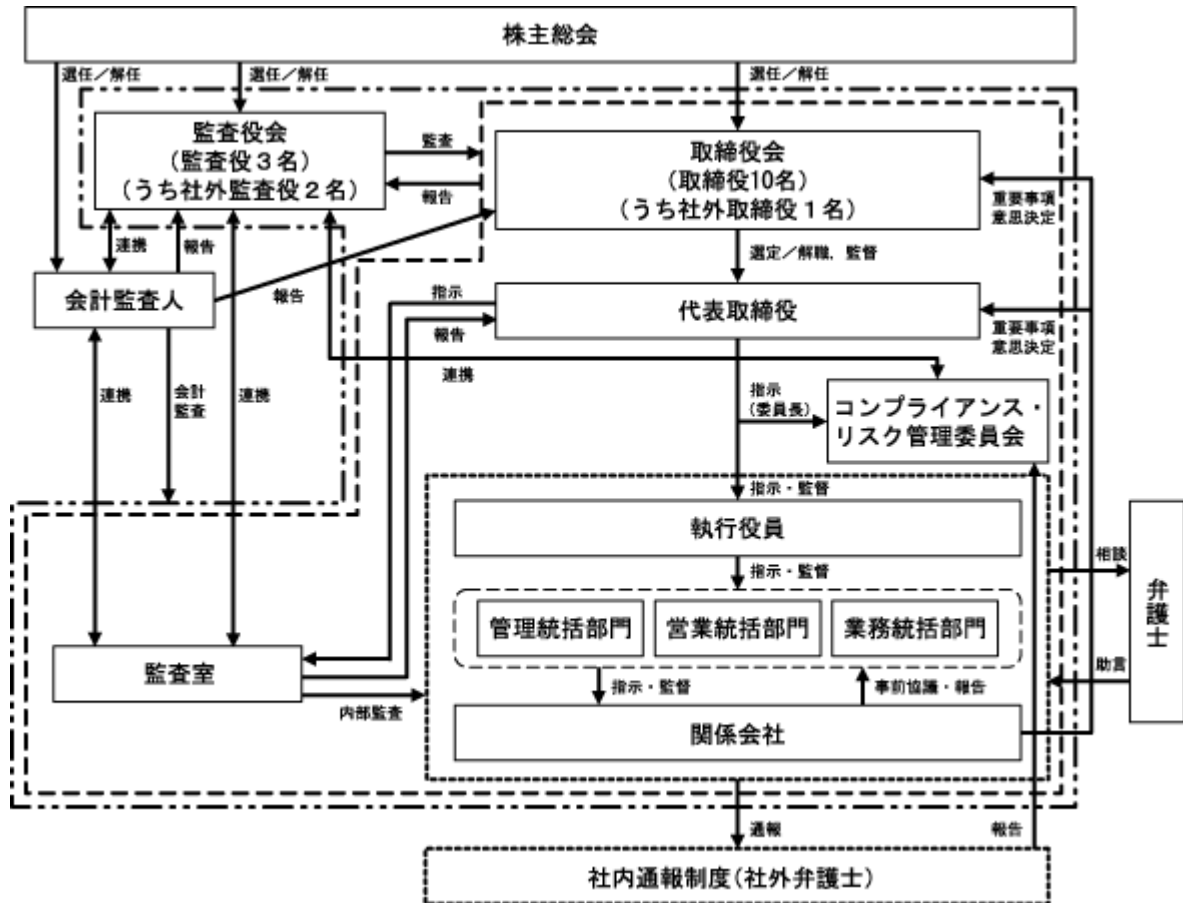 株主総会
選任／解任
選任／解任
選任／解任
監査役会
(監査役３名)
(うち社外監査役２名)
監査
報告
取締役会
(取締役10名)
(うち社外取締役１名)
重要事項
意思決定
連携
報告
選定／解職，監督
会計監査人
報告
指示
報告
代表取締役
重要事項
意思決定
連携
連携
会計
監査
連携
指示
(委員長)
コンプライアンス・
リスク管理委員会
指示・監督
執行役員
指示・監督
相談
弁護士
管理統括部門
営業統括部門
業務統括部門
監査室
指示・監督
事前協議・報告
助言
内部監査
関係会社
通報
報告
社内通報制度(社外弁護士)